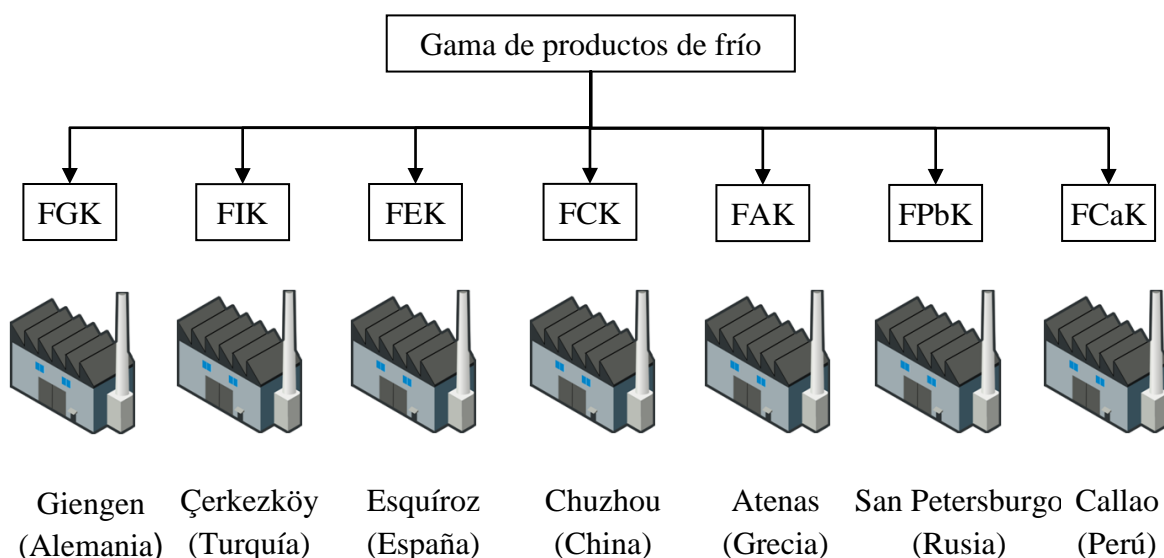 Gama de productos de frío
FGK
FIK
FEK
FCK
FAK
FPbK
FCaK
Giengen
(Alemania)
Çerkezköy
(Turquía)
Esquíroz
(España)
Chuzhou
(China)
Atenas
(Grecia)
San Petersburgo
(Rusia)
Callao
(Perú)